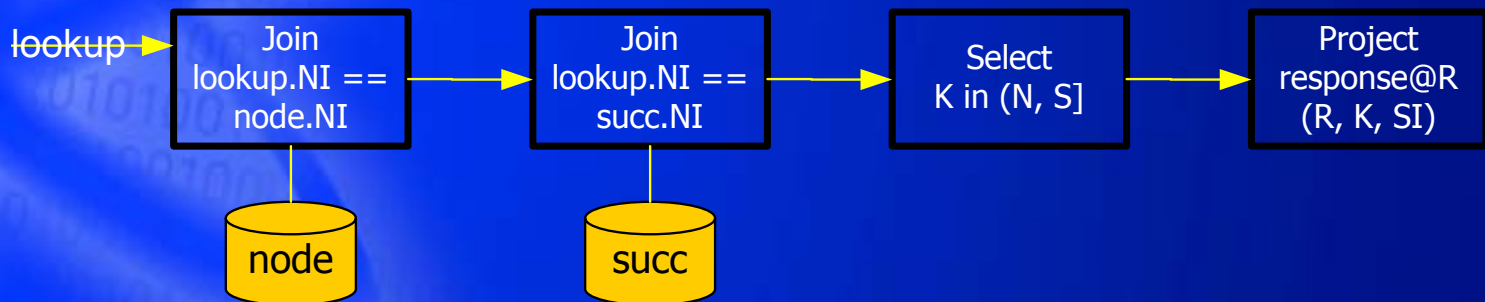 lookup
Join
lookup.NI ==
node.NI
Join
lookup.NI ==
succ.NI
Select
K in (N, S]
Project
response@R
(R, K, SI)
node
succ